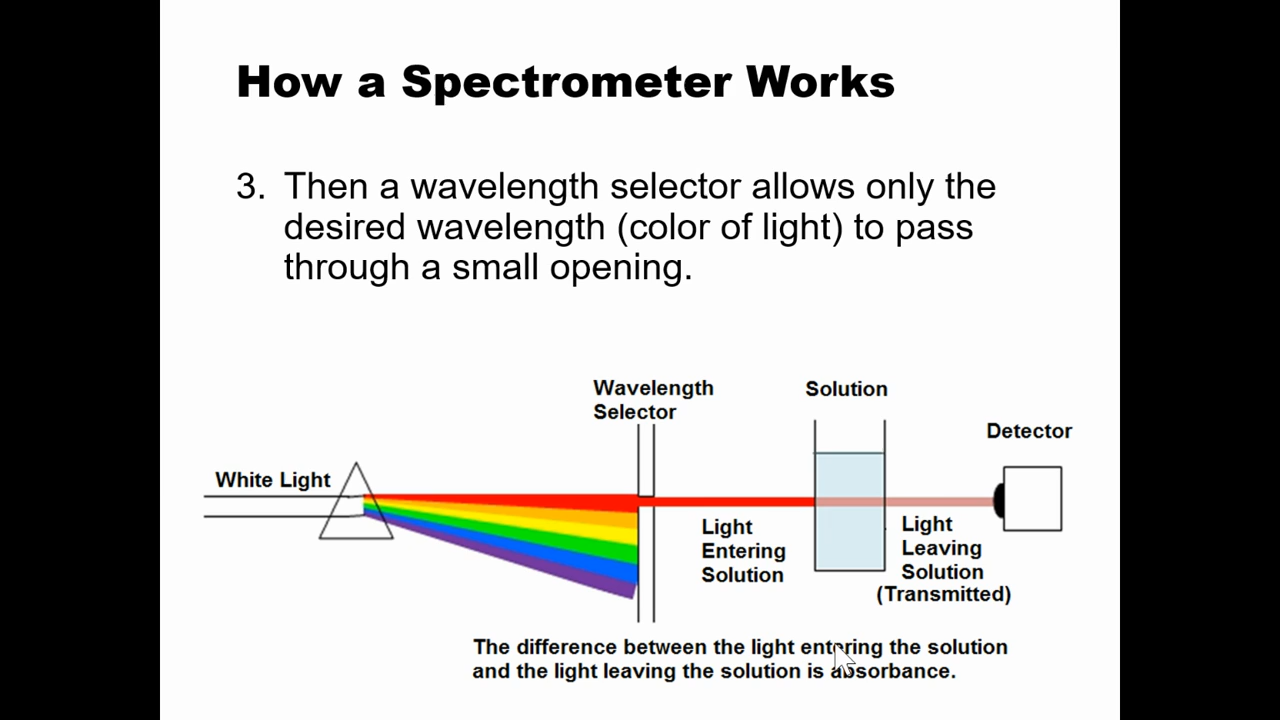 How a Spectrometer Works
3. Then a wavelength selector allows only the
desired wavelength (color of light) to pass
through a small opening.
Wavelength
Selector
Solution
Detector
White Light
Light
Entering
Solution
Light
Leaving
Solution
(Transmitted)
The difference between the light entering the solution
and the light leaving the solution is absorbance.